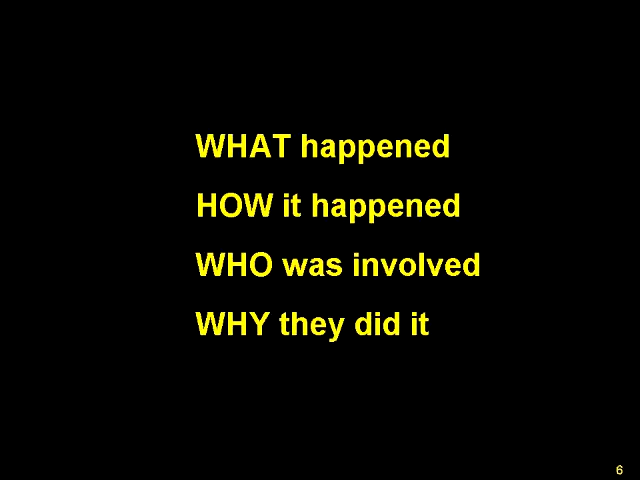 WHAT happened
HOW it happened
WHO was involved
WHY they did it
6